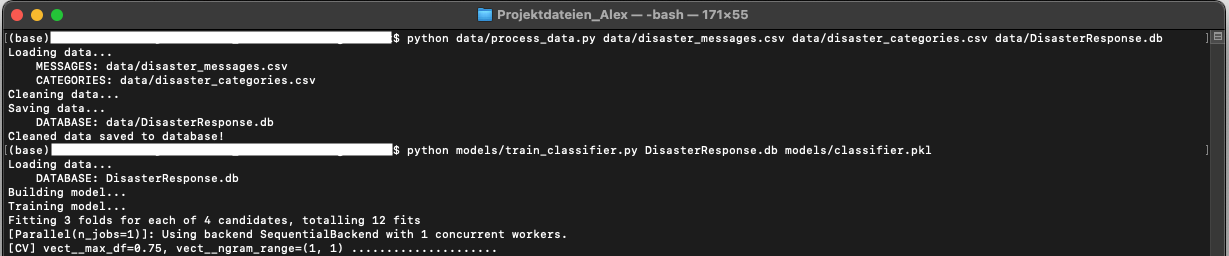 Projektdateien_Alex — -bash — 171×55
[(base) $ python data/process_data.py data/disaster_messages.csv data/disaster_categories.csv data/DisasterResponse.db ]
Loading data...
    MESSAGES: data/disaster_messages.csv
    CATEGORIES: data/disaster_categories.csv
Cleaning data...
Saving data...
    DATABASE: data/DisasterResponse.db
Cleaned data saved to database!
[(base) $ python models/train_classifier.py DisasterResponse.db models/classifier.pkl ]
Loading data...
    DATABASE: DisasterResponse.db
Building model...
Training model...
Fitting 3 folds for each of 4 candidates, totalling 12 fits
[Parallel(n_jobs=1)]: Using backend SequentialBackend with 1 concurrent workers.
[CV] vect__max_df=0.75, vect__ngram_range=(1, 1) .....................